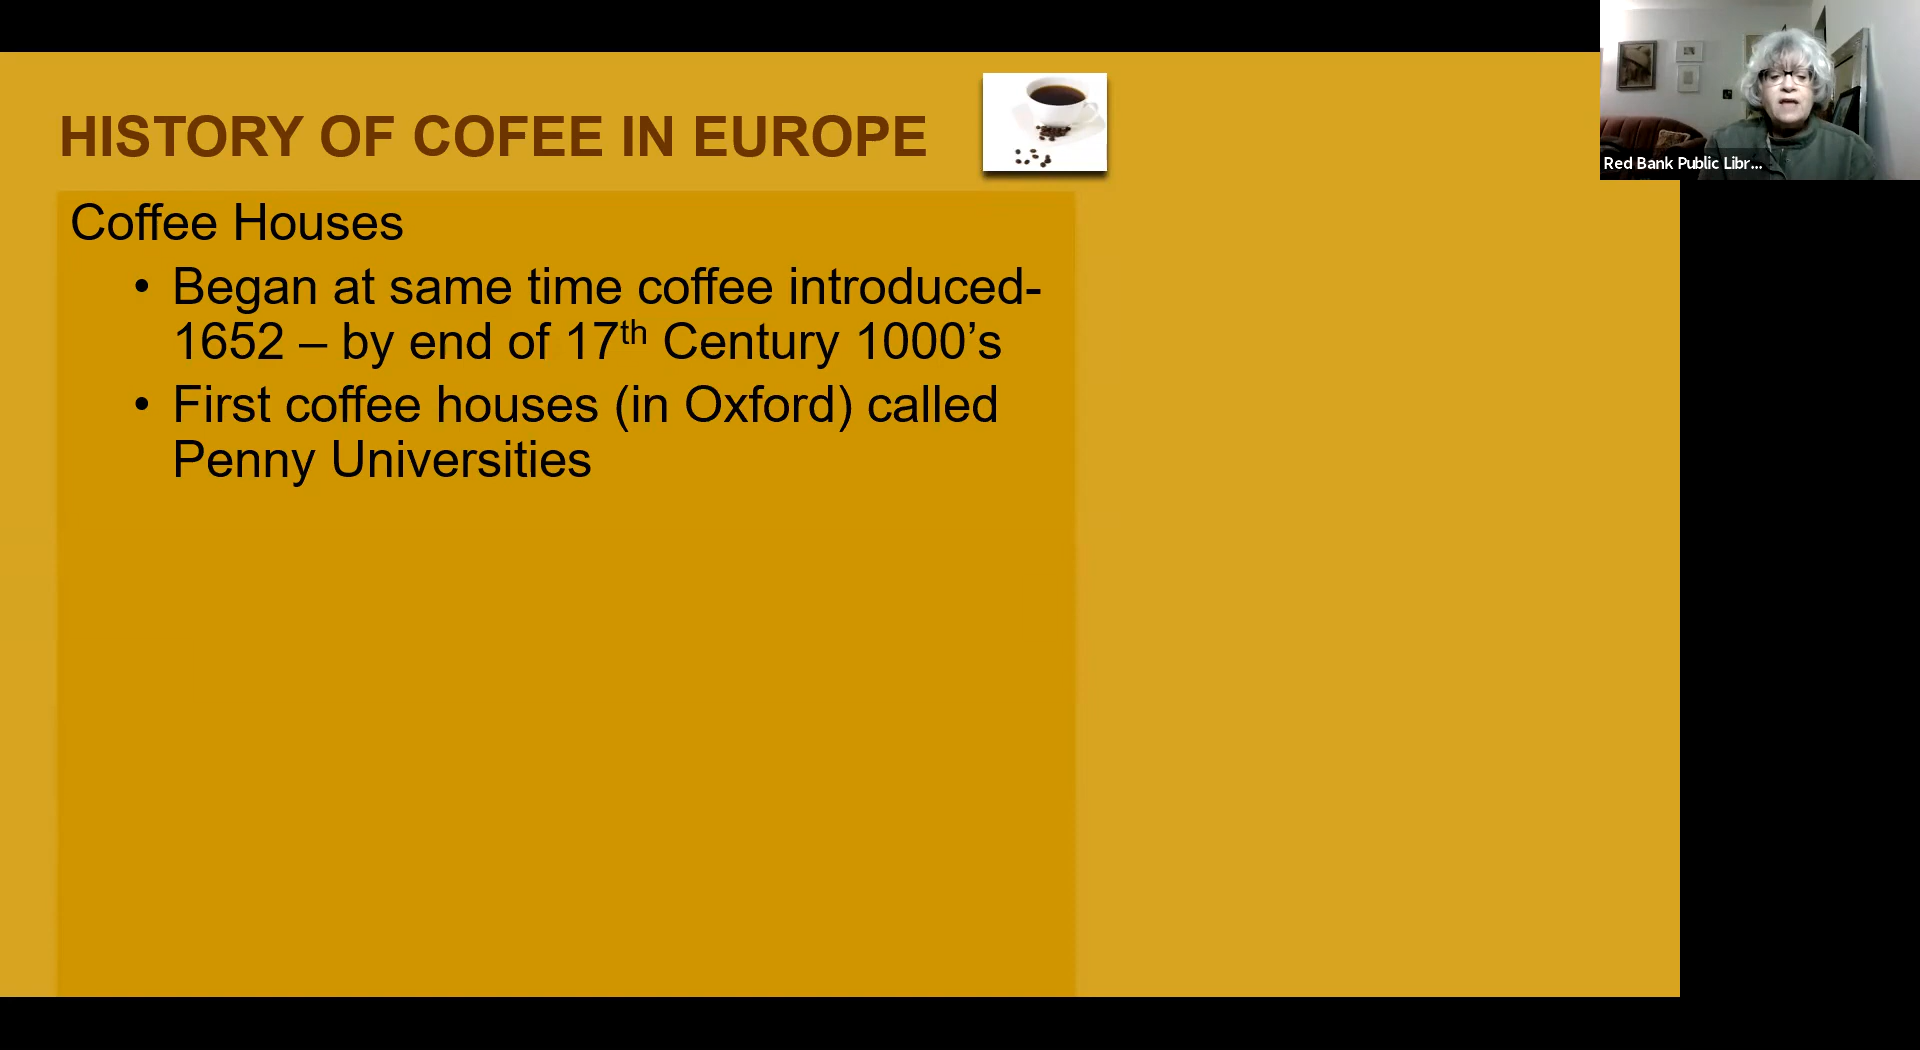 HISTORY OF COFEE IN EUROPE
Coffee Houses
• Began at same time coffee introduced-
1652 – by end of 17th Century 1000’s
• First coffee houses (in Oxford) called
Penny Universities
Red Bank Public Libr...